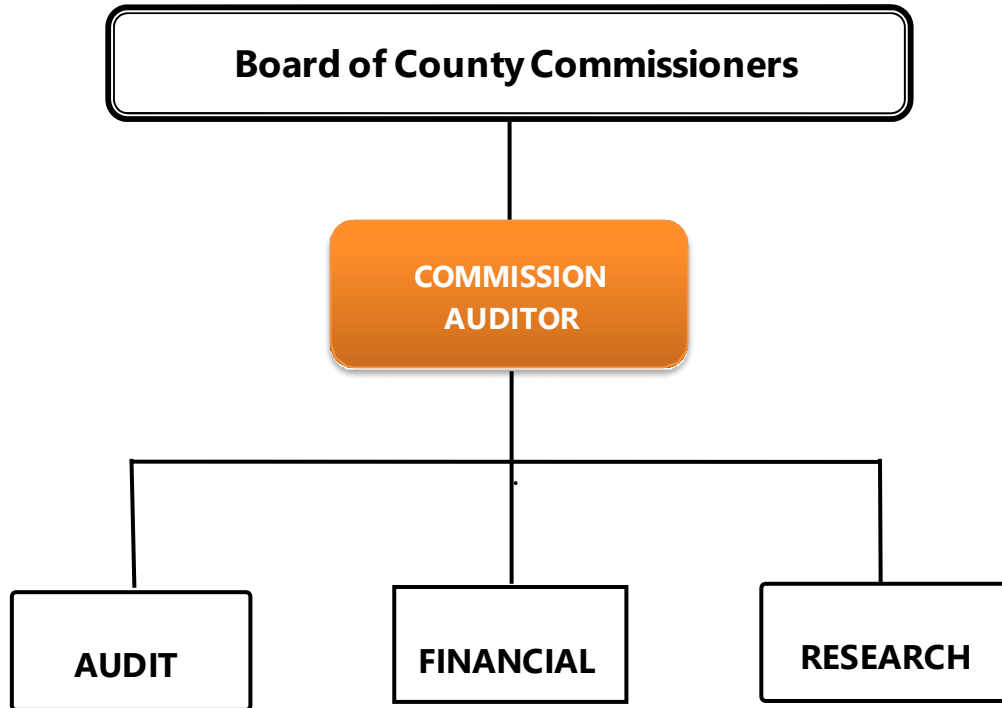 Board of County Commissioners
COMMISSION
AUDITOR
AUDIT
FINANCIAL
RESEARCH